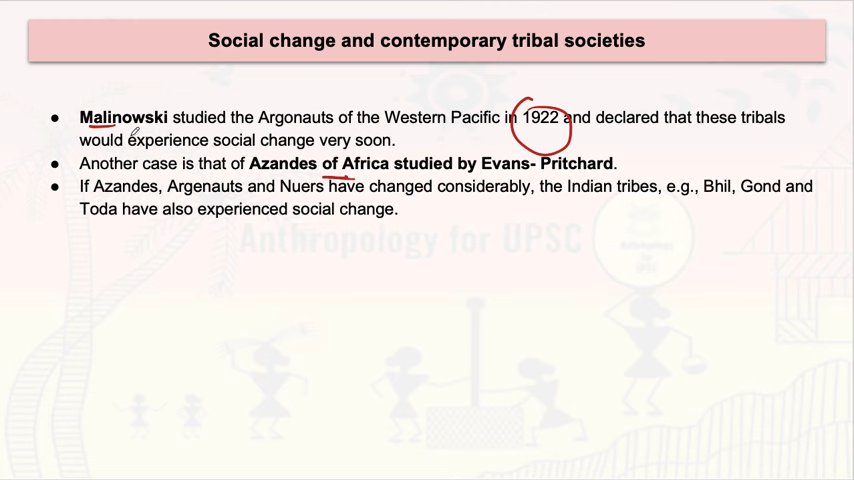 Social change and contemporary tribal societies
● Malinowski studied the Argonauts of the Western Pacific in 1922 and declared that these tribals
would experience social change very soon.
● Another case is that of Azandes of Africa studied by Evans- Pritchard.
● If Azandes, Argenauts and Nuers have changed considerably, the Indian tribes, e.g., Bhil, Gond and
Toda have also experienced social change.
Anthropology for UPSC